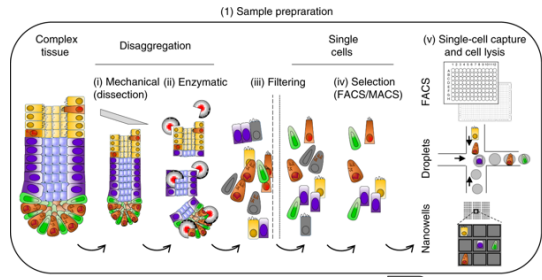 (1) Sample preparation
Complex
tissue
Disaggregation
(i) Mechanical
(dissection)
(ii) Enzymatic
(iii) Filtering
Single
cells
(iv) Selection
(FACS/MACS)
(v) Single-cell capture
and cell lysis
FACS
Droplets
Nanowells